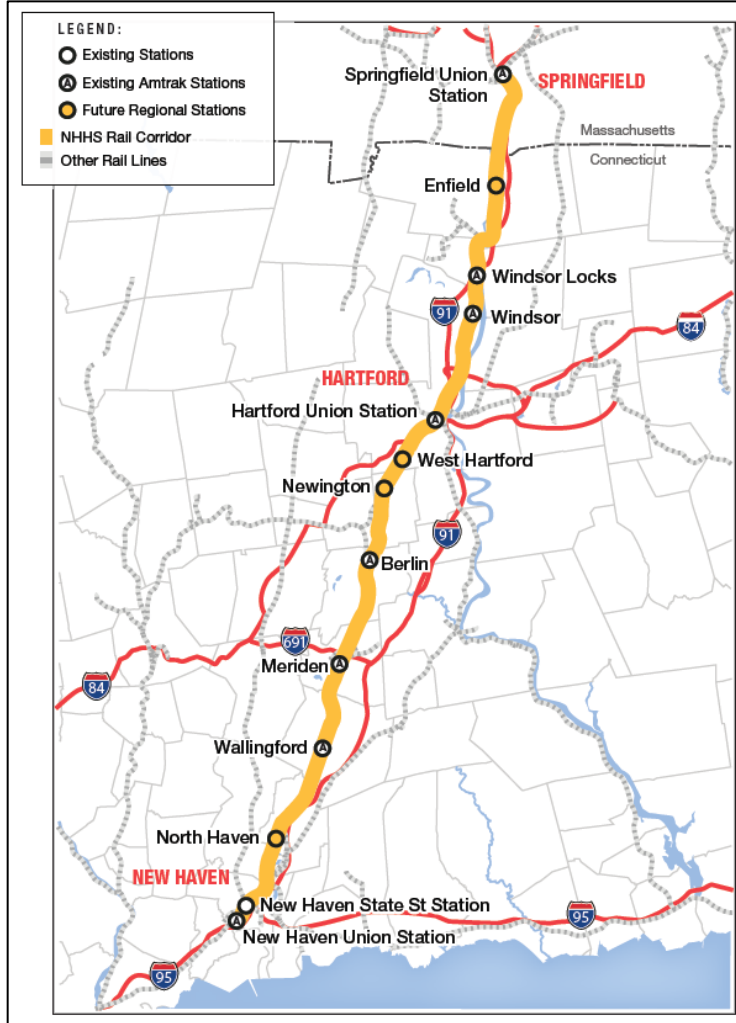 LEGEND:
Existing Stations
A Existing Amtrak Stations
Future Regional Stations
NHHS Rail Corridor
Other Rail Lines
Springfield Union
Station
A
SPRINGFIELD
Massachusetts
Connecticut
Enfield
A
Windsor Locks
91
A
Windsor
84
HARTFORD
Hartford Union Station
A
West Hartford
Newington
91
A
Berlin
691
Meriden
A
84
Wallingford
A
North Haven
NEW HAVEN
New Haven State St Station
95
A
New Haven Union Station
95